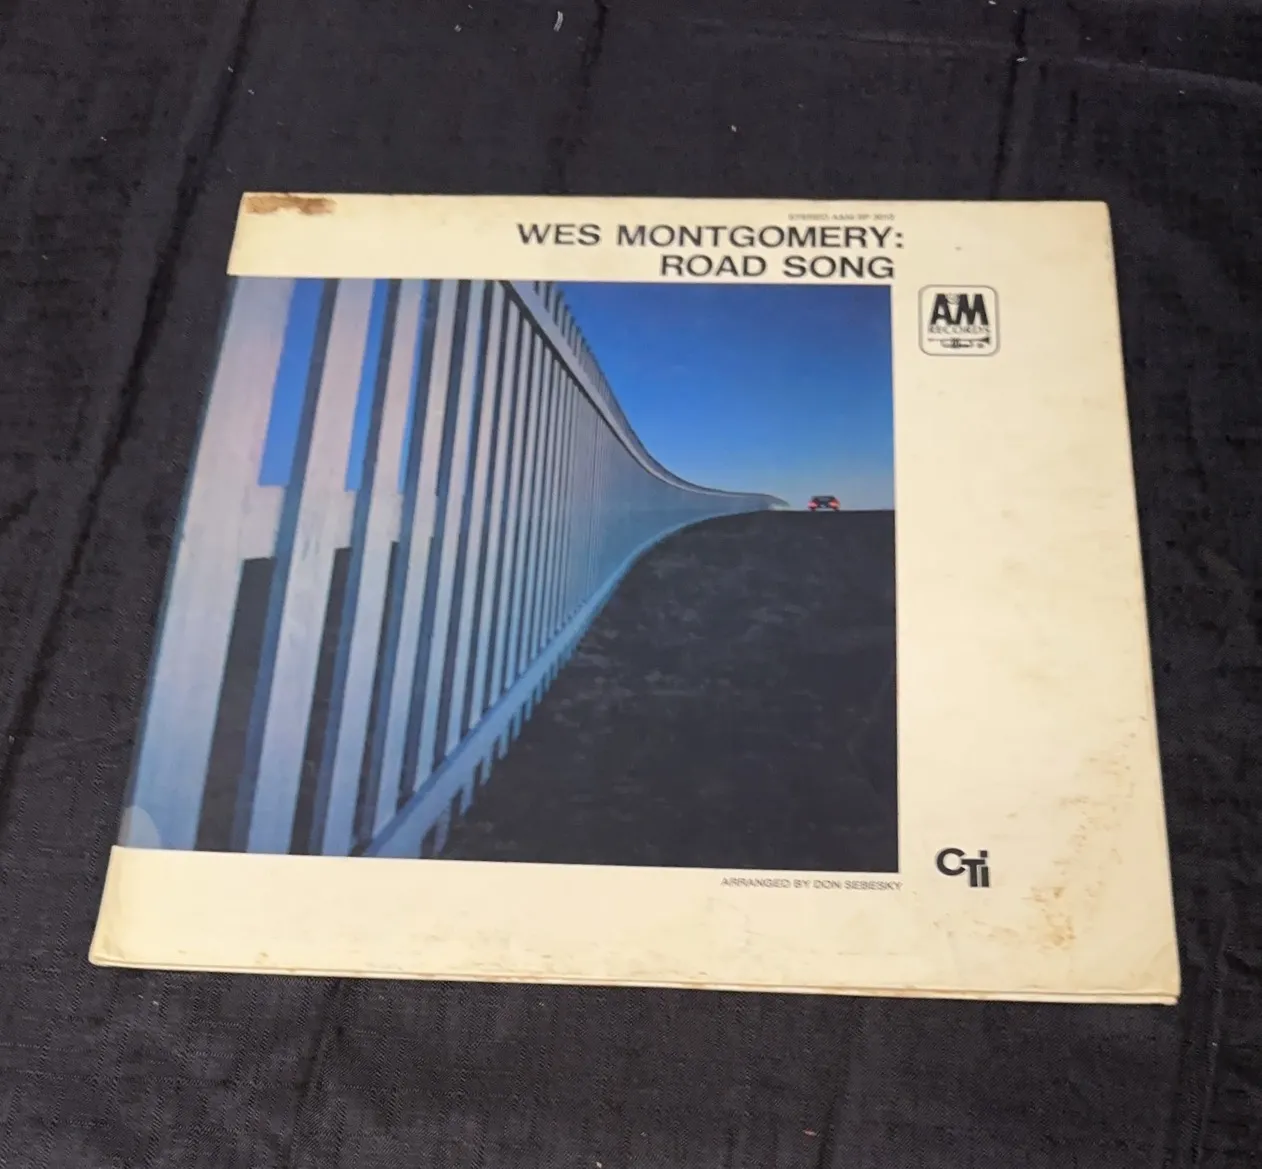 STEREO A&M SP 3012
WES MONTGOMERY:
ROAD SONG
A&M
RECORDS
CTi
ARRANGED BY DON SEBESKY